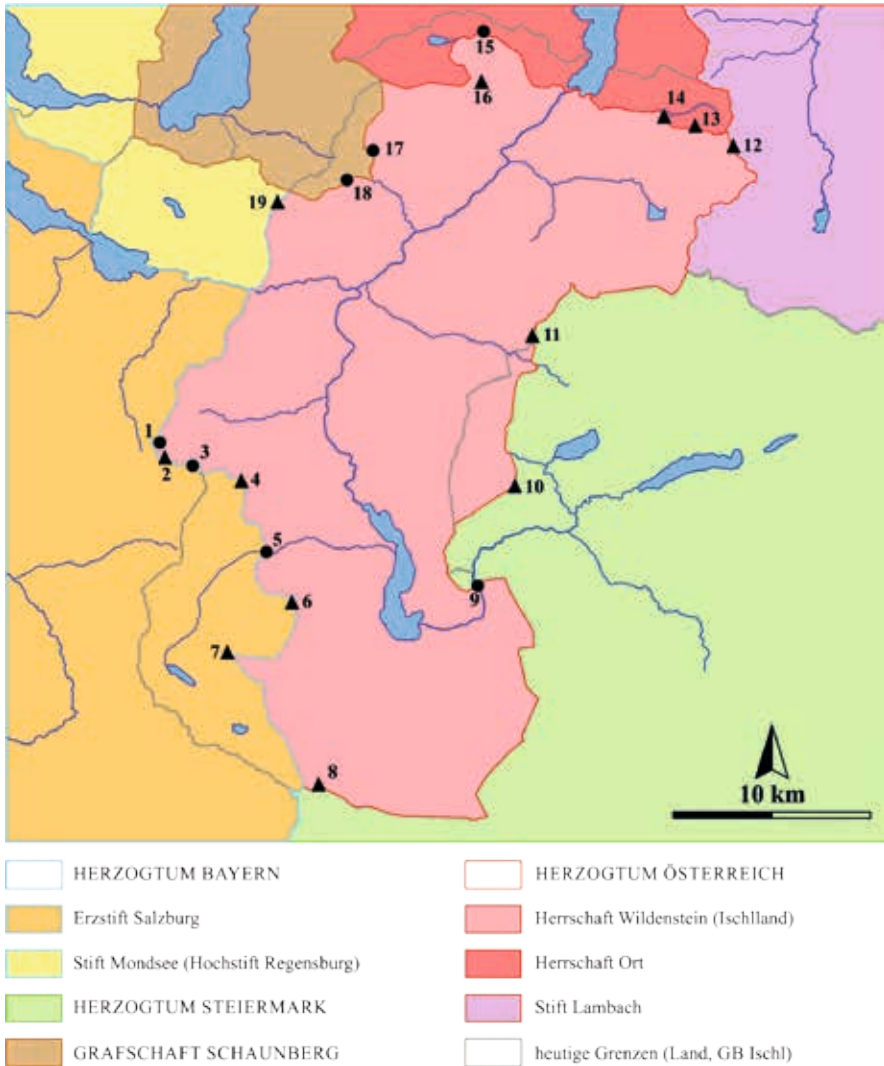 15
16
14
13
12
17
18
19
11
1
2
3
4
10
5
6
9
7
8
10 km
HERZOGTUM BAYERN
HERZOGTUM ÖSTERREICH
Erzstift Salzburg
Herrschaft Wildenstein (Ischlland)
Stift Mondsee (Hochstift Regensburg)
Herrschaft Ort
HERZOGTUM STEIERMARK
Stift Lambach
GRAFSCHAFT SCHAUNBERG
heutige Grenzen (Land, GB Ischl)